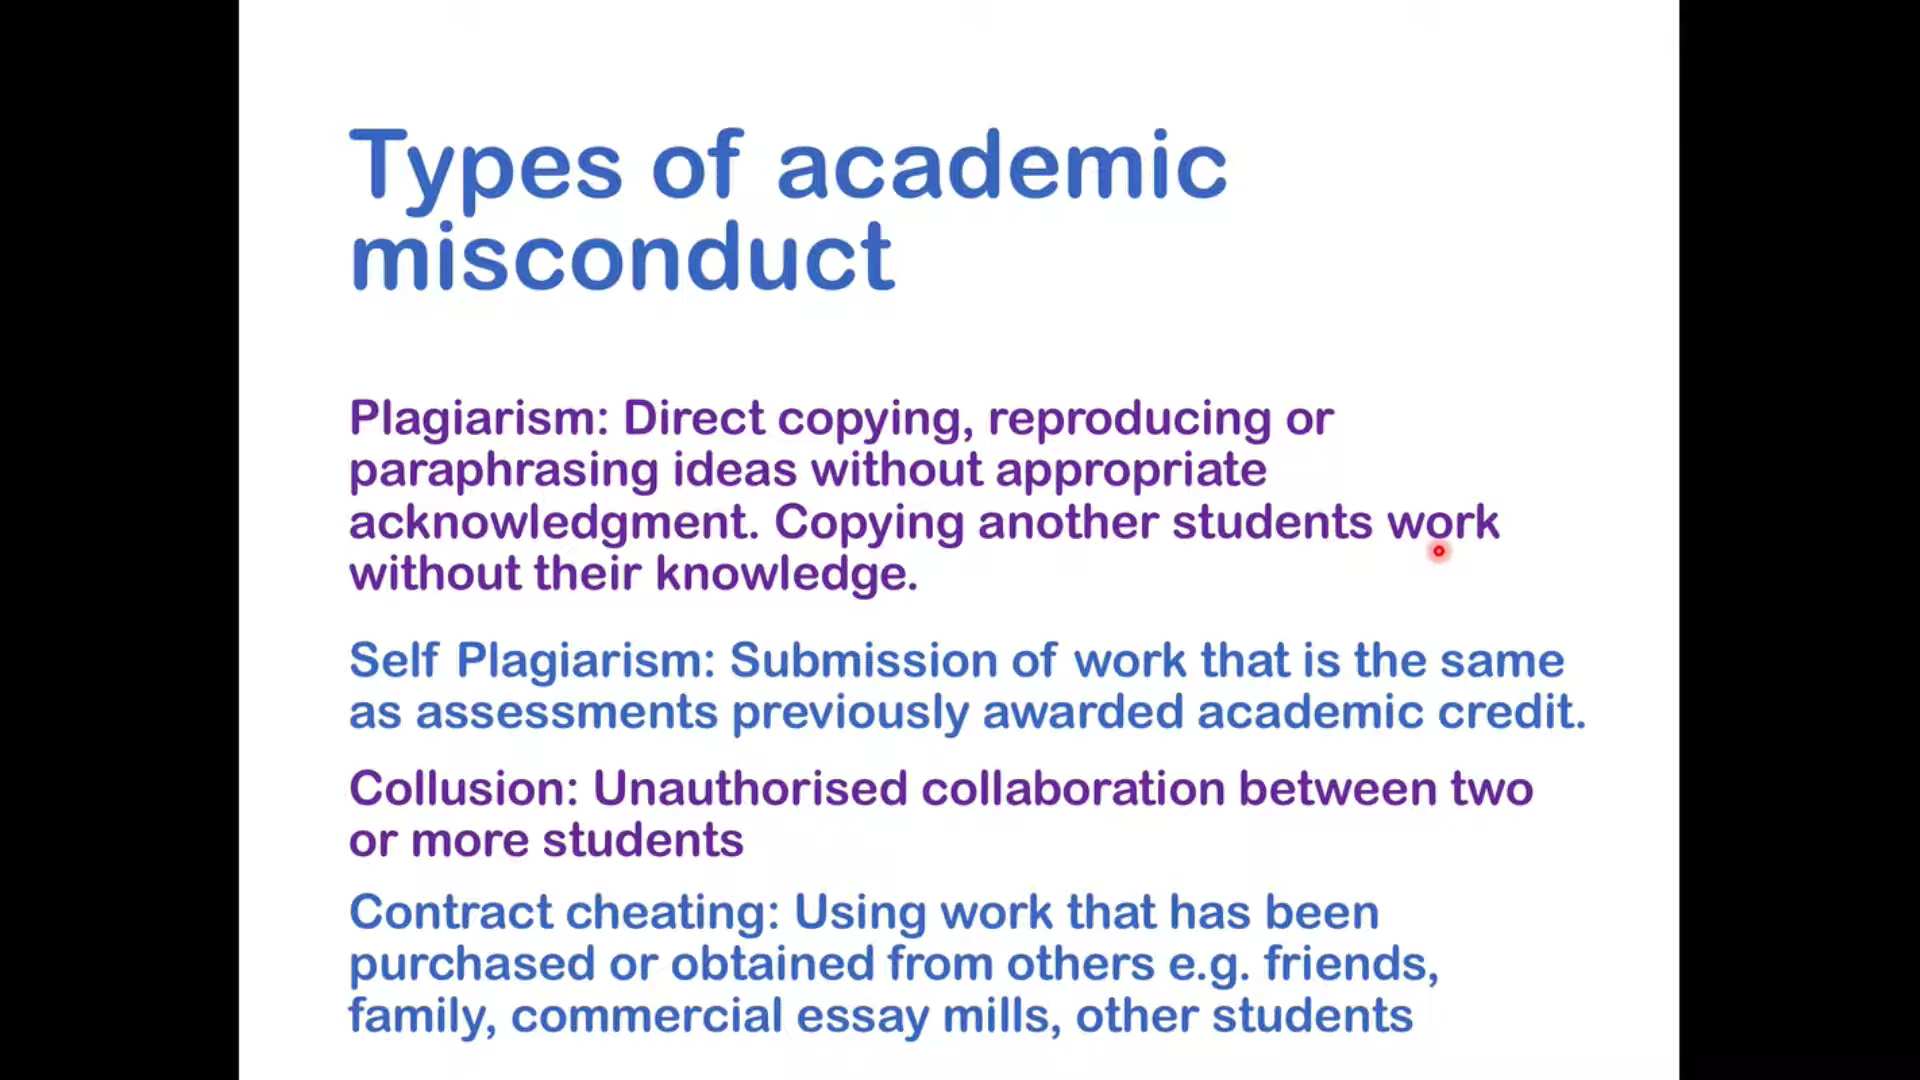 Types of academic
misconduct
Plagiarism: Direct copying, reproducing or
paraphrasing ideas without appropriate
acknowledgment. Copying another students work
without their knowledge.
Self Plagiarism: Submission of work that is the same
as assessments previously awarded academic credit.
Collusion: Unauthorised collaboration between two
or more students
Contract cheating: Using work that has been
purchased or obtained from others e.g. friends,
family, commercial essay mills, other students